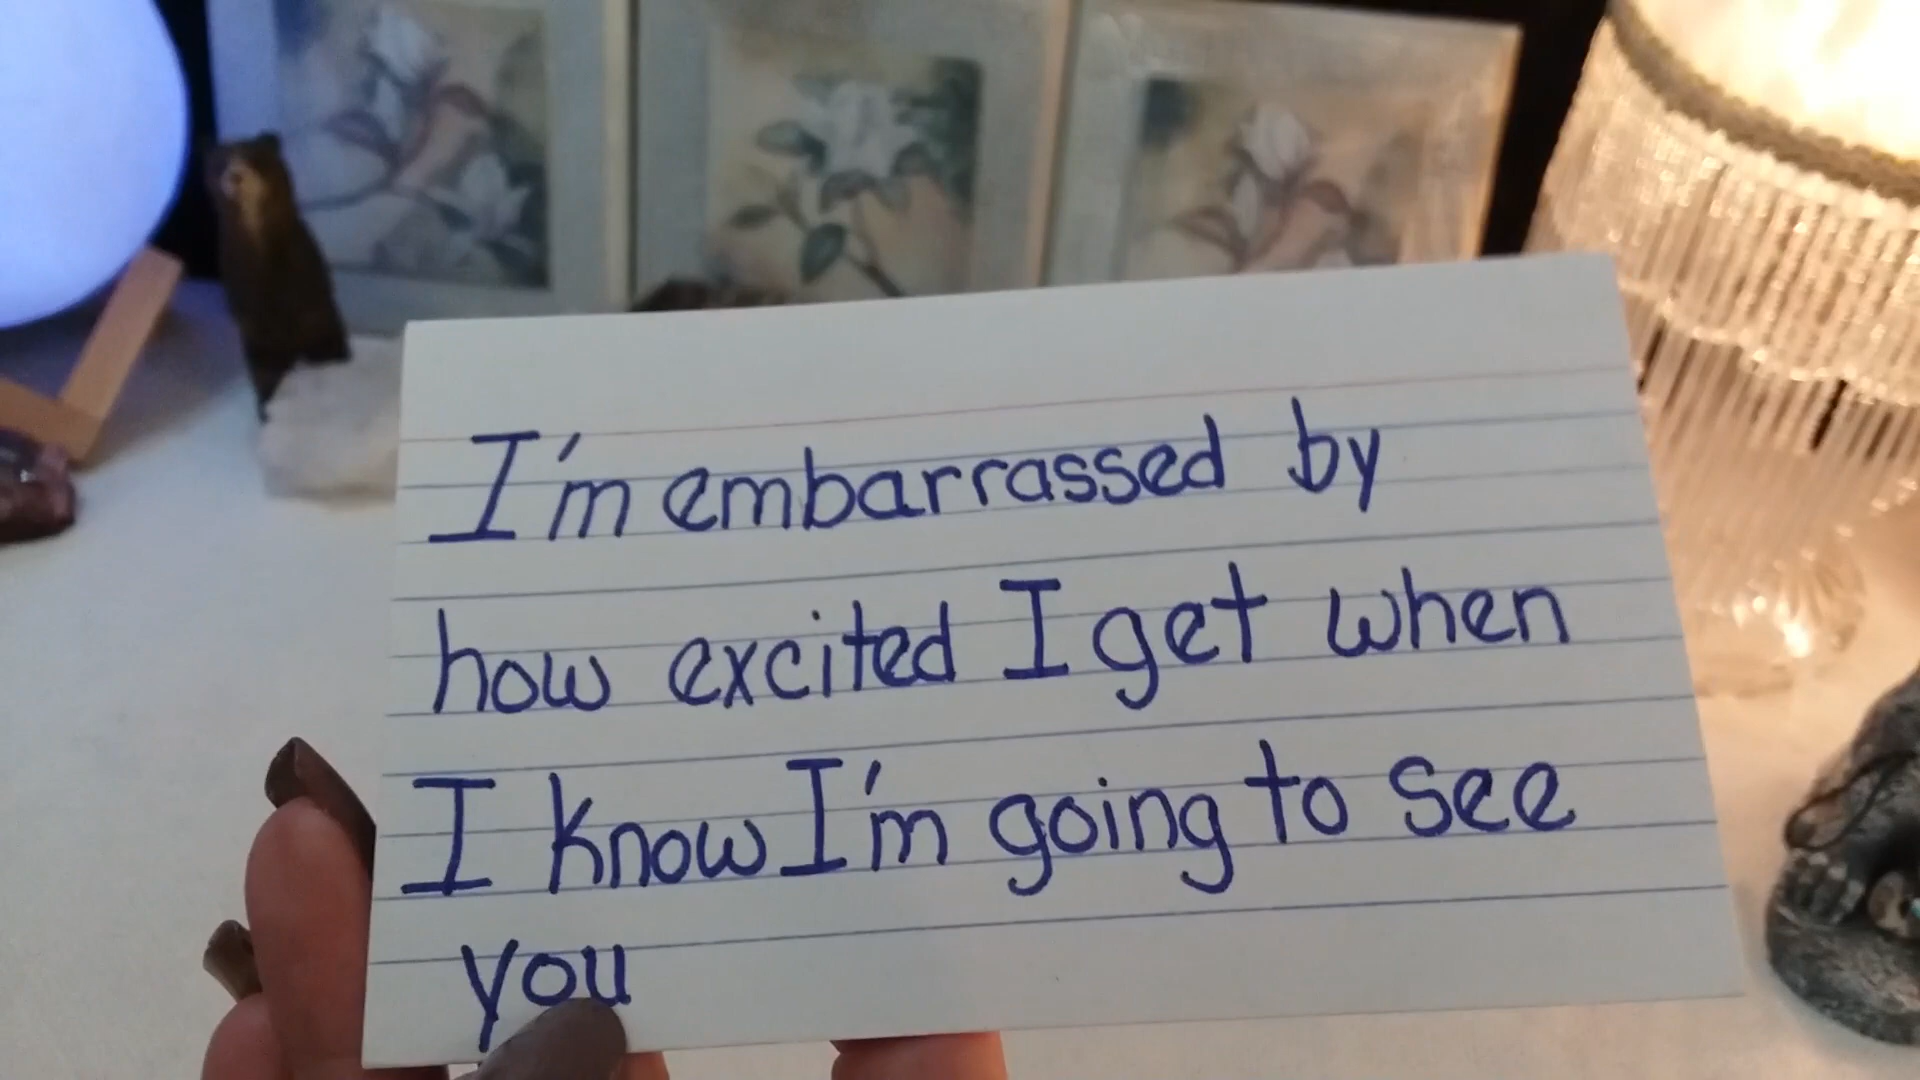 I'm embarrassed by
how excited I get when
I know I'm going to see
you